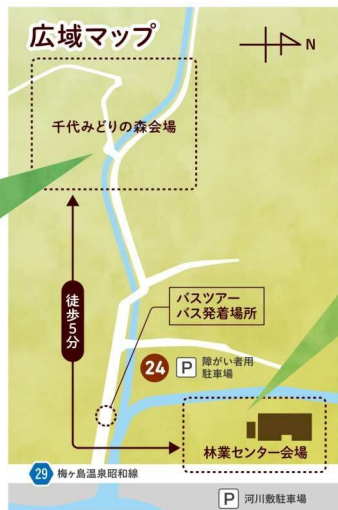 広域マップ
N
千代みどりの森会場
徒歩5分
バスツアー
バス発着場所
24
P
障がい者用
駐車場
林業センター会場
29
梅ヶ島温泉昭和線
P
河川敷駐車場